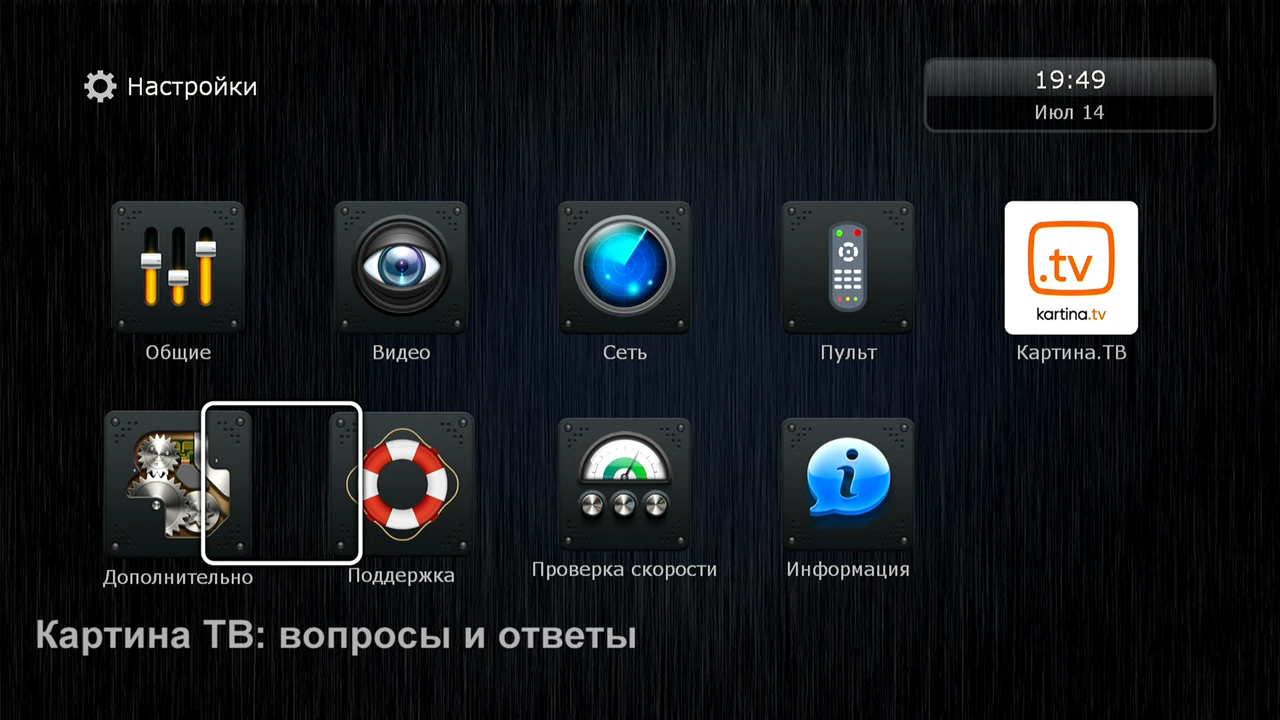 Настройки
19:49
Июл 14
.tv
kartina.tv
Общие
Видео
Сеть
Пульт
Картина.ТВ
Дополнительно
Поддержка
Проверка скорости
Информация
Картина ТВ: вопросы и ответы